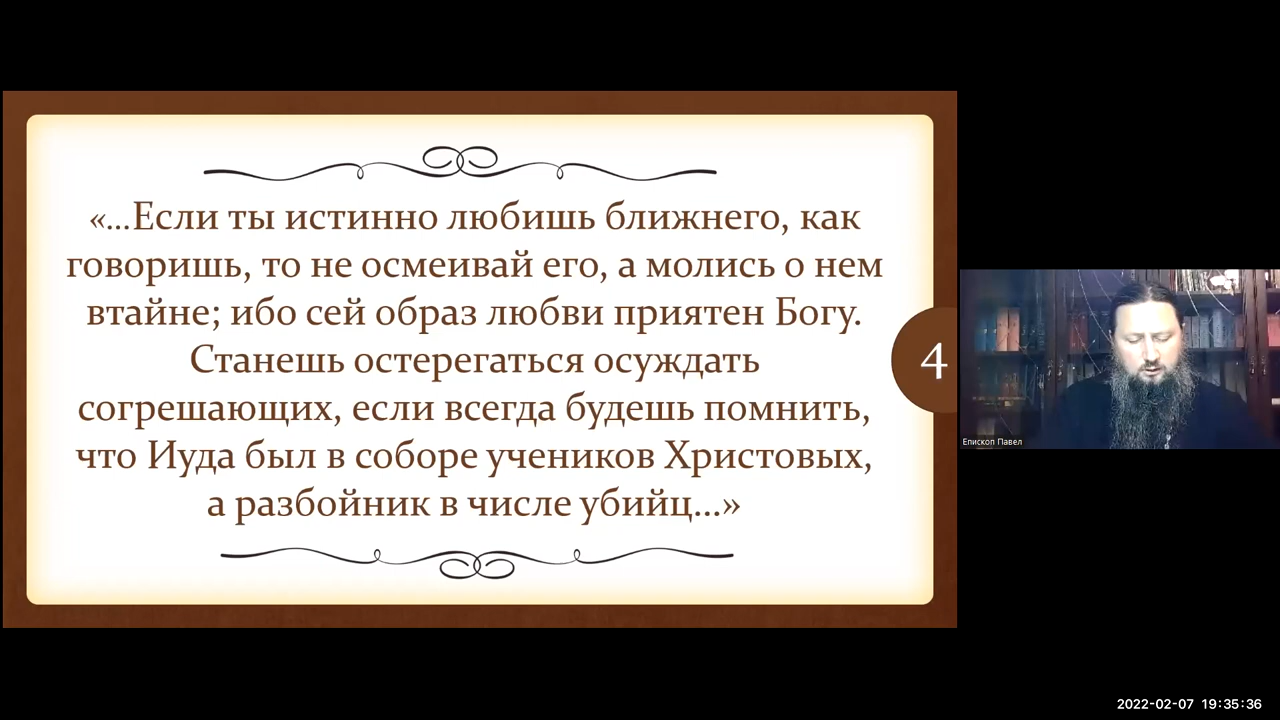 «...Если ты истинно любишь ближнего, как
говоришь, то не осмеивай его, а молись о нем
втайне; ибо сей образ любви приятен Богу.
Станешь остерегаться осуждать
согрешающих, если всегда будешь помнить,
что Иуда был в соборе учеников Христовых,
а разбойник в числе убийц...»
4
Епископ Павел
2022-02-07 19:35:36